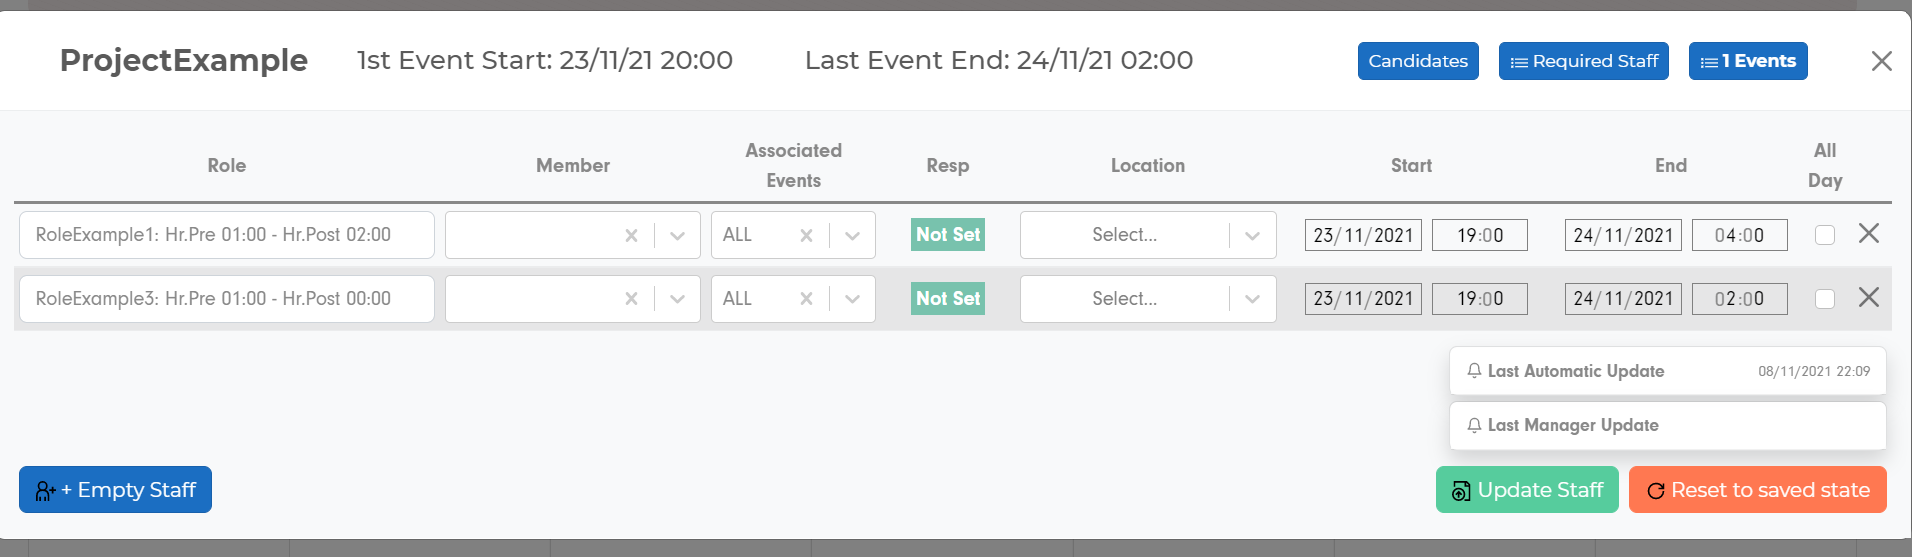 ProjectExample 1st Event Start: 23/11/21 20:00 Last Event End: 24/11/21 02:00 Candidates Required Staff 1 Events
Role Member Associated Events Resp Location Start End All Day
RoleExample1: Hr.Pre 01:00 - Hr.Post 02:00 ALL Not Set Select... 23/11/2021 19:00 24/11/2021 04:00
RoleExample3: Hr.Pre 01:00 - Hr.Post 00:00 ALL Not Set Select... 23/11/2021 19:00 24/11/2021 02:00
Last Automatic Update 08/11/2021 22:09
Last Manager Update
+ Empty Staff Update Staff Reset to saved state